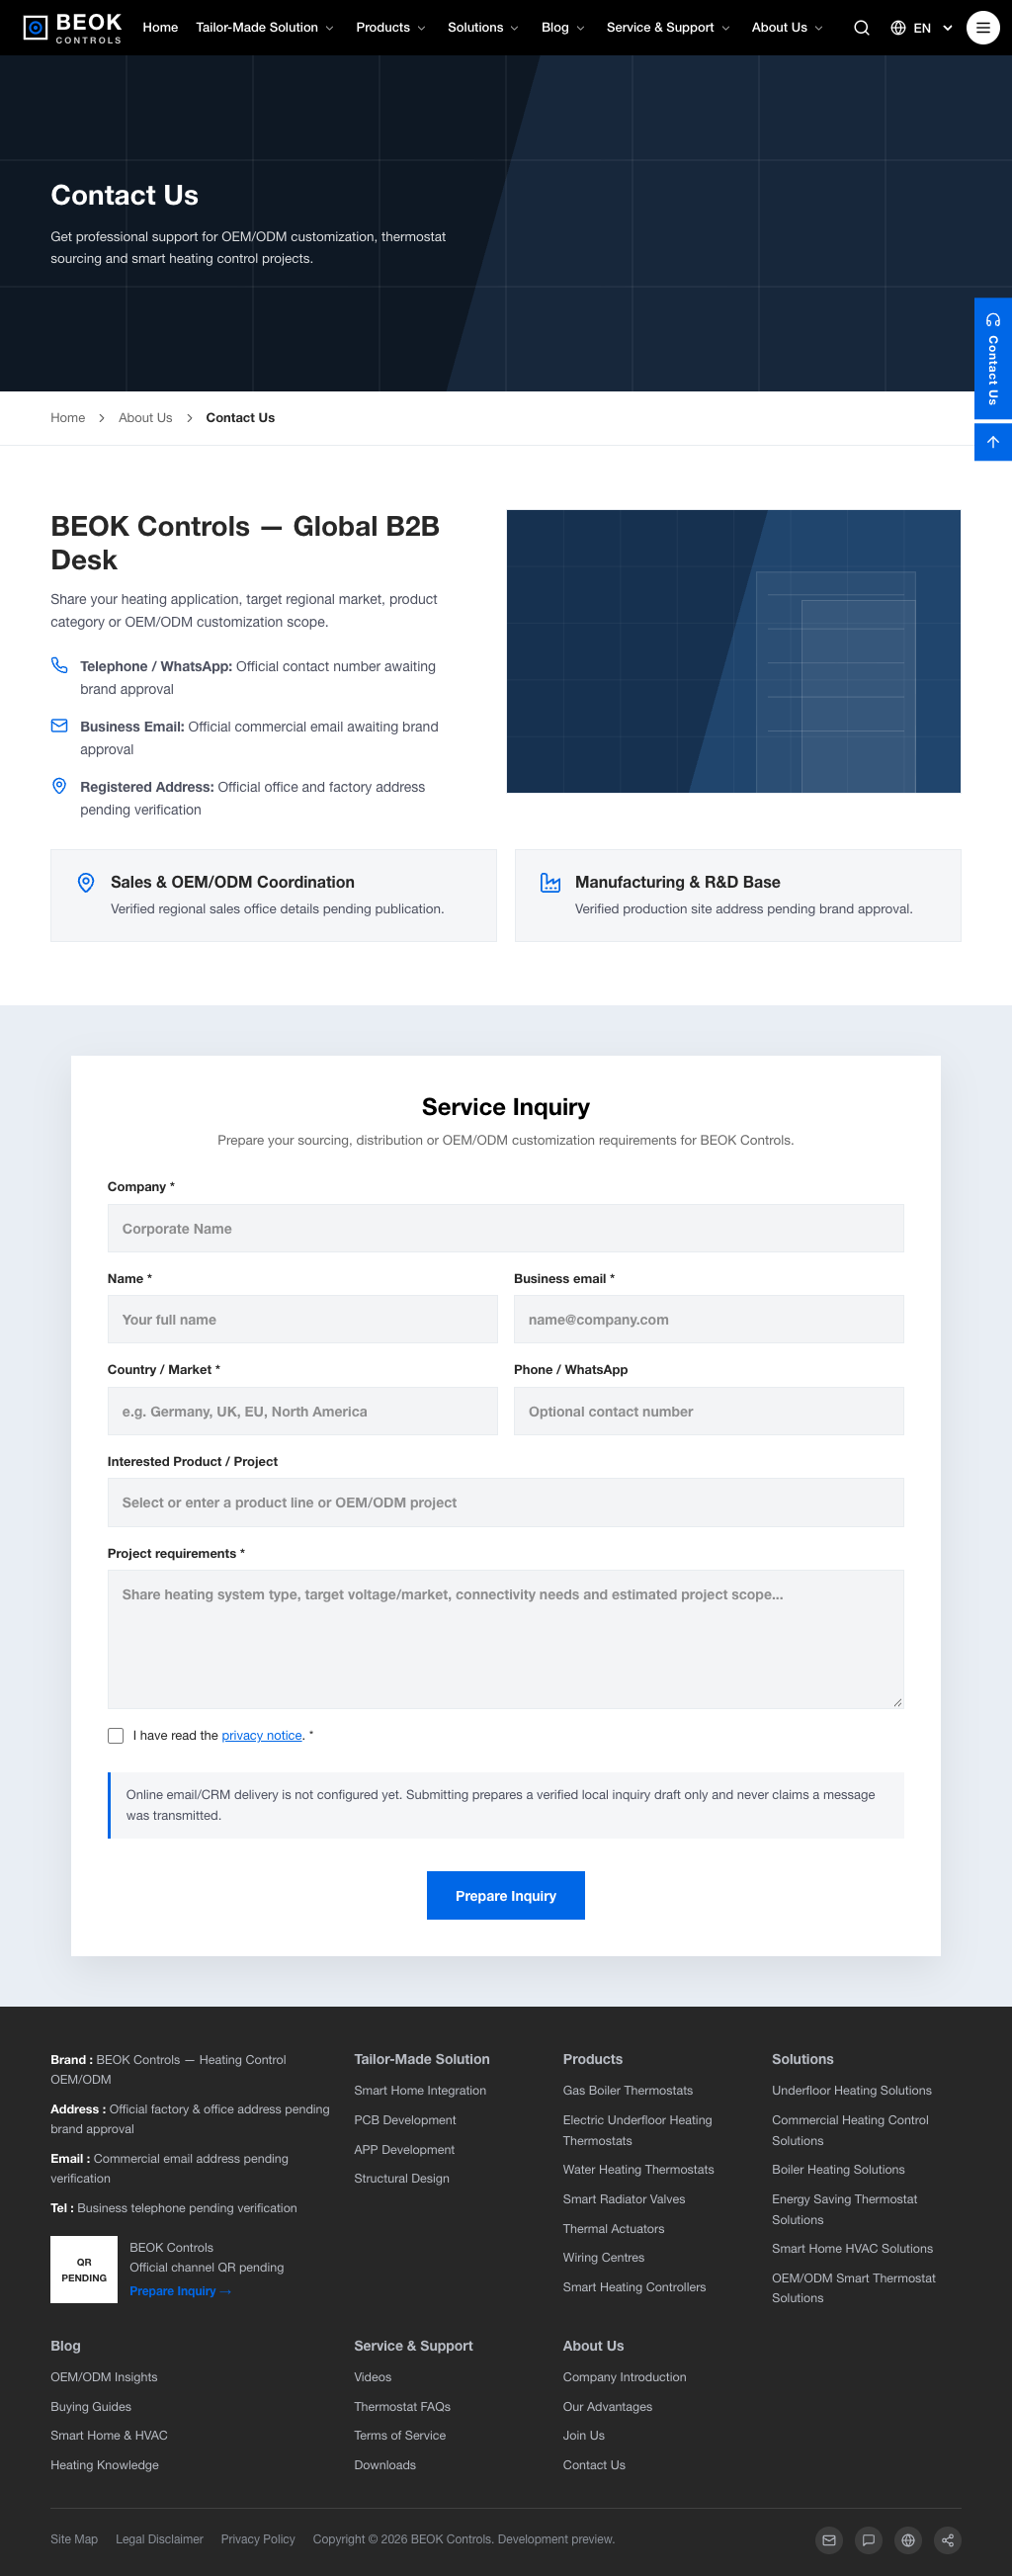 BEOK
CONTROLS
Home
Tailor-Made Solution
Products
Solutions
Blog
Service & Support
About Us
EN
Contact Us
Get professional support for OEM/ODM customization, thermostat
sourcing and smart heating control projects.
Contact Us
Home
About Us
Contact Us
BEOK Controls — Global B2B
Desk
Share your heating application, target regional market, product
category or OEM/ODM customization scope.
Telephone / WhatsApp: Official contact number awaiting
brand approval
Business Email: Official commercial email awaiting brand
approval
Registered Address: Official office and factory address
pending verification
Sales & OEM/ODM Coordination
Verified regional sales office details pending publication.
Manufacturing & R&D Base
Verified production site address pending brand approval.
Service Inquiry
Prepare your sourcing, distribution or OEM/ODM customization requirements for BEOK Controls.
Company *
Corporate Name
Name *
Business email *
Your full name
name@company.com
Country / Market *
Phone / WhatsApp
e.g. Germany, UK, EU, North America
Optional contact number
Interested Product / Project
Select or enter a product line or OEM/ODM project
Project requirements *
Share heating system type, target voltage/market, connectivity needs and estimated project scope...
I have read the privacy notice. *
Online email/CRM delivery is not configured yet. Submitting prepares a verified local inquiry draft only and never claims a message
was transmitted.
Prepare Inquiry
Brand : BEOK Controls — Heating Control
OEM/ODM
Address : Official factory & office address pending
brand approval
Email : Commercial email address pending
verification
Tel : Business telephone pending verification
QR
PENDING
BEOK Controls
Official channel QR pending
Prepare Inquiry →
Tailor-Made Solution
Smart Home Integration
PCB Development
APP Development
Structural Design
Products
Gas Boiler Thermostats
Electric Underfloor Heating
Thermostats
Water Heating Thermostats
Smart Radiator Valves
Thermal Actuators
Wiring Centres
Smart Heating Controllers
Solutions
Underfloor Heating Solutions
Commercial Heating Control
Solutions
Boiler Heating Solutions
Energy Saving Thermostat
Solutions
Smart Home HVAC Solutions
OEM/ODM Smart Thermostat
Solutions
Blog
OEM/ODM Insights
Buying Guides
Smart Home & HVAC
Heating Knowledge
Service & Support
Videos
Thermostat FAQs
Terms of Service
Downloads
About Us
Company Introduction
Our Advantages
Join Us
Contact Us
Site Map
Legal Disclaimer
Privacy Policy
Copyright © 2026 BEOK Controls. Development preview.